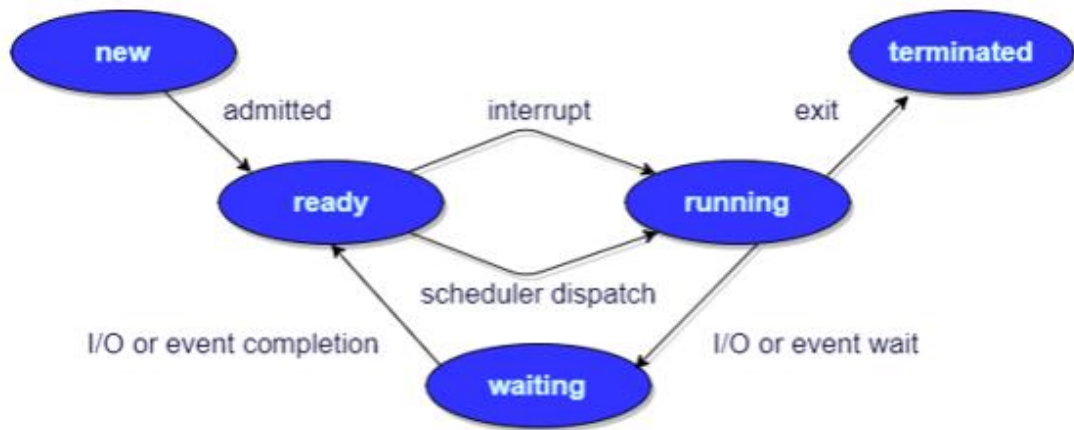 new
terminated
admitted
interrupt
exit
ready
running
scheduler dispatch
I/O or event completion
I/O or event wait
waiting